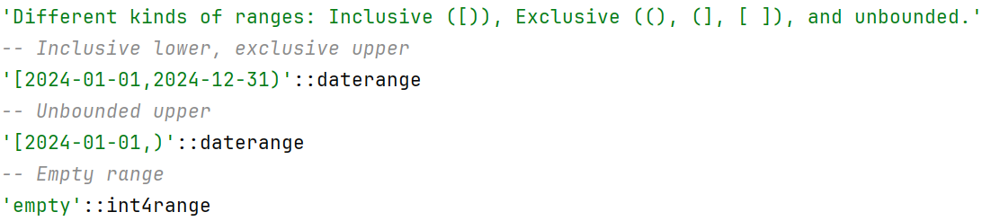 'Different kinds of ranges: Inclusive ([)), Exclusive ((), (], [ ]), and unbounded.'
-- Inclusive lower, exclusive upper
'[2024-01-01,2024-12-31)'::daterange
-- Unbounded upper
'[2024-01-01,)'::daterange
-- Empty range
'empty'::int4range